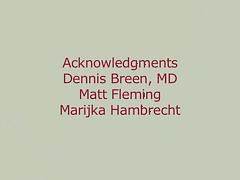 Acknowledgments
Dennis Breen, MD
Matt Fleming
Marijka Hambrecht